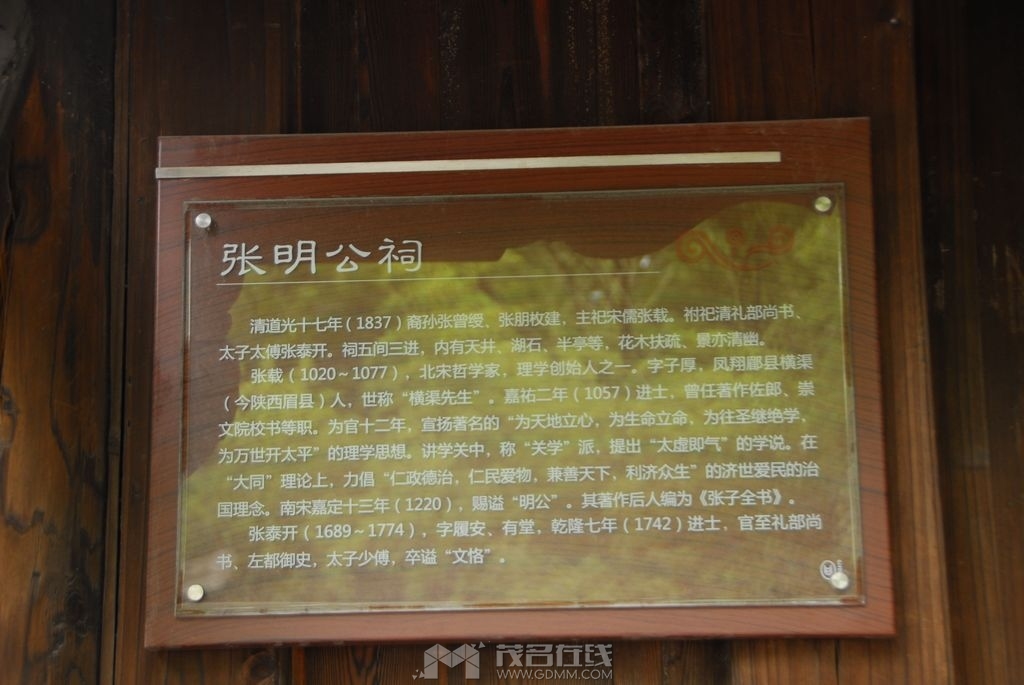 张明公祠
清道光十七年（1837）裔孙张曾绶、张朋枚建，主祀宋儒张载。祔祀清礼部尚书、
太子太傅张泰开。祠五间三进，内有天井、湖石、半亭等，花木扶疏、景亦清幽。
张载（1020～1077），北宋哲学家，理学创始人之一。字子厚，凤翔郿县横渠
（今陕西眉县）人，世称“横渠先生”。嘉祐二年（1057）进士，曾任著作佐郎、崇
文院校书等职。为官十二年，宣扬著名的“为天地立心，为生命立命，为往圣继绝学，
为万世开太平”的理学思想。讲学关中，称“关学”派，提出“太虚即气”的学说。在
“大同”理论上，力倡“仁政德治，仁民爱物，兼善天下，利济众生”的济世爱民的治
国理念。南宋嘉定十三年（1220），赐谥“明公”。其著作后人编为《张子全书》。
张泰开（1689～1774），字履安、有堂，乾隆七年（1742）进士，官至礼部尚
书、左都御史，太子少傅，卒谥“文恪”。
茂名在线
WWW.GDMM.COM